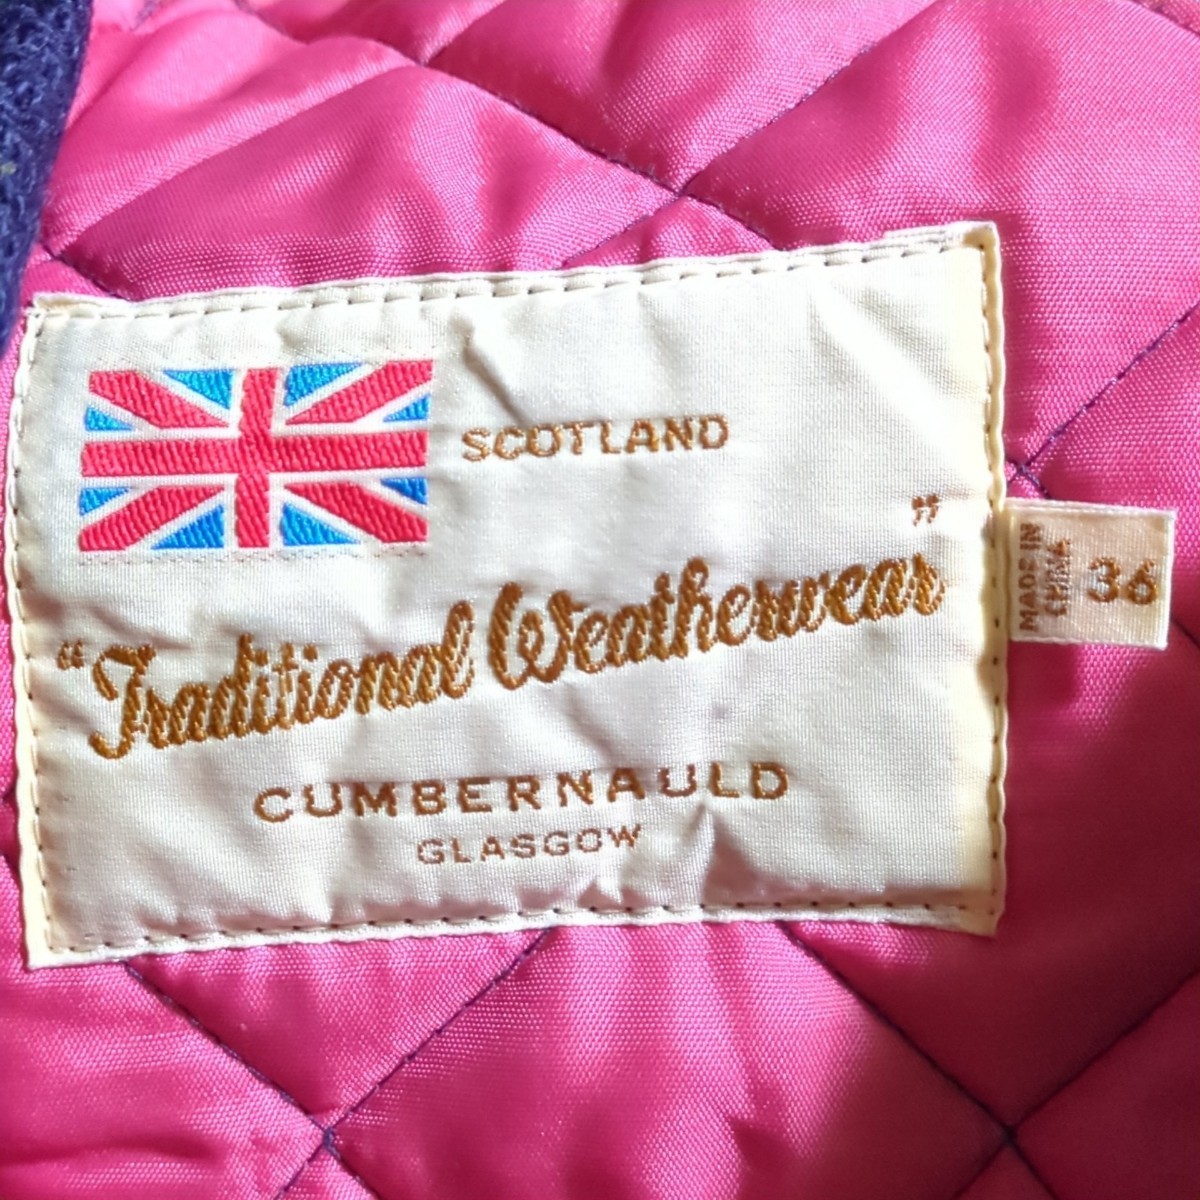 SCOTLAND
"Traditional Weatherwear"
CUMBERNAULD
GLASGOW
MADE IN
CHINA
36